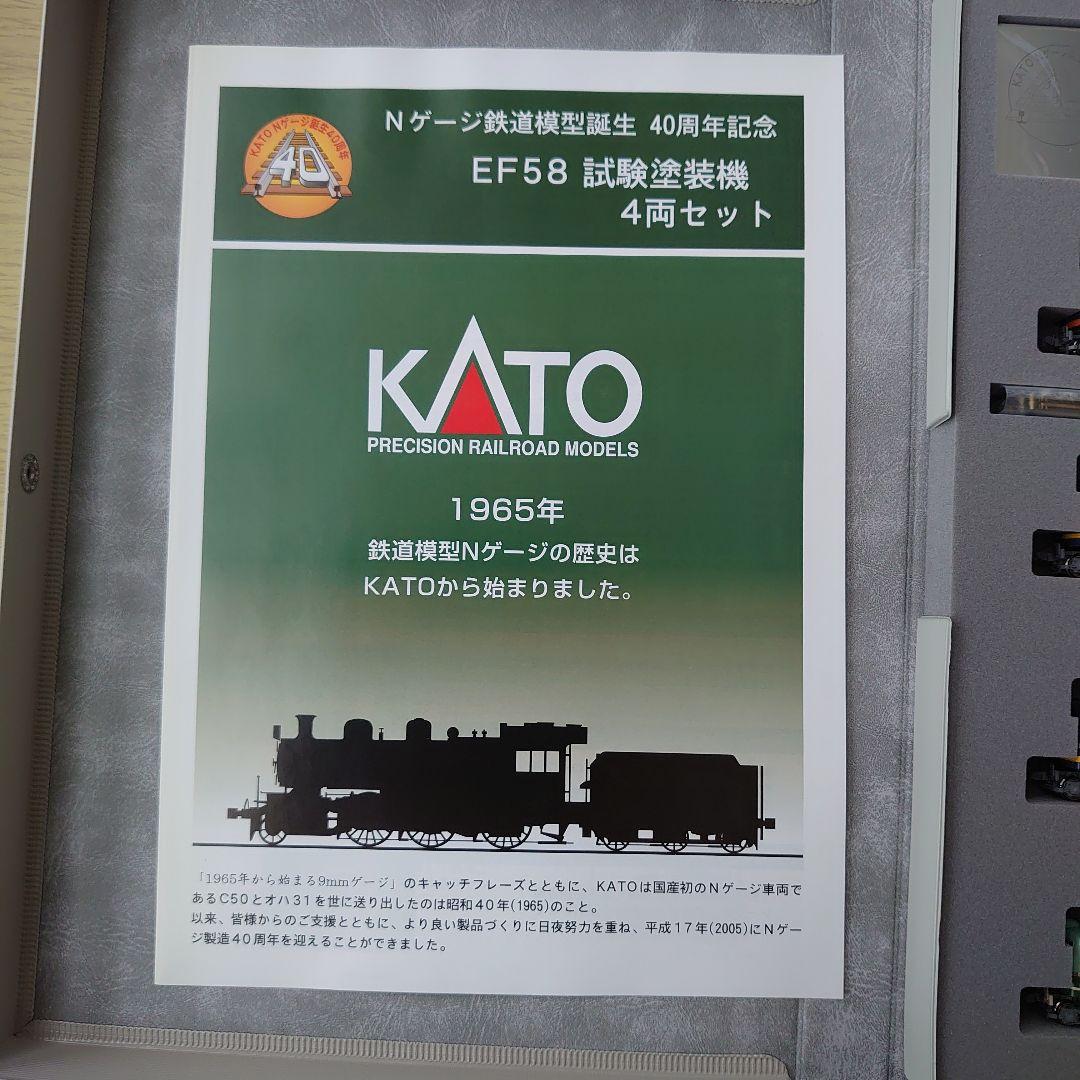 KATO Nゲージ誕生40周年
40
Nゲージ鉄道模型誕生 40周年記念
EF58 試験塗装機
4両セット
KATO
PRECISION RAILROAD MODELS
1965年
鉄道模型Nゲージの歴史は
KATOから始まりました。
「1965年から始まる9mmゲージ」のキャッチフレーズとともに、KATOは国産初のNゲージ車両で
あるC50とオハ31を世に送り出したのは昭和40年(1965)のこと。
以来、皆様からのご支援とともに、より良い製品づくりに日夜努力を重ね、平成17年(2005)にNゲー
ジ製造40周年を迎えることができました。
KATO